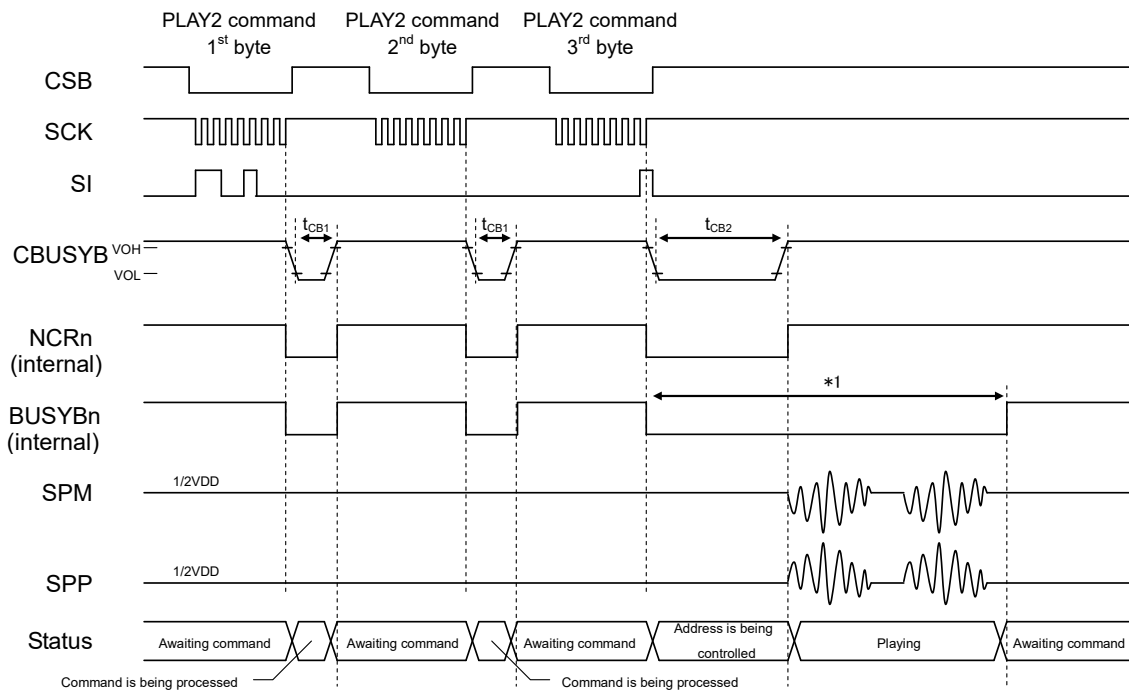 PLAY2 command
1st byte
PLAY2 command
2nd byte
PLAY2 command
3rd byte
CSB
SCK
SI
tCB1
tCB1
tCB2
CBUSYB
VOH
VOL
NCRn
(internal)
*1
BUSYBn
(internal)
1/2VDD
SPM
1/2VDD
SPP
Status
Awaiting command
Awaiting command
Awaiting command
Address is being
controlled
Playing
Awaiting command
Command is being processed
Command is being processed